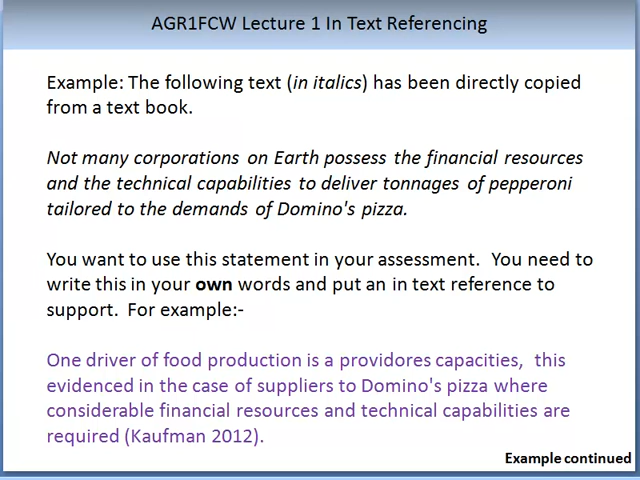 AGR1FCW Lecture 1 In Text Referencing
Example: The following text (in italics) has been directly copied
from a text book.
Not many corporations on Earth possess the financial resources
and the technical capabilities to deliver tonnages of pepperoni
tailored to the demands of Domino's pizza.
You want to use this statement in your assessment.  You need to
write this in your own words and put an in text reference to
support.  For example:-
One driver of food production is a providores capacities,  this
evidenced in the case of suppliers to Domino's pizza where
considerable financial resources and technical capabilities are
required (Kaufman 2012).
Example continued